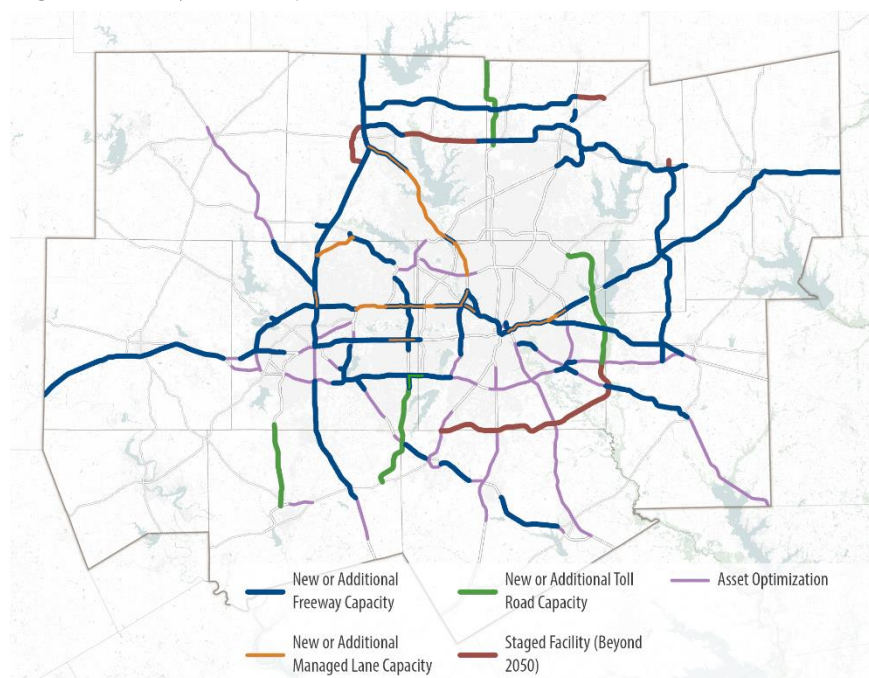 New or Additional
Freeway Capacity
New or Additional Toll
Road Capacity
Asset Optimization
New or Additional
Managed Lane Capacity
Staged Facility (Beyond
2050)